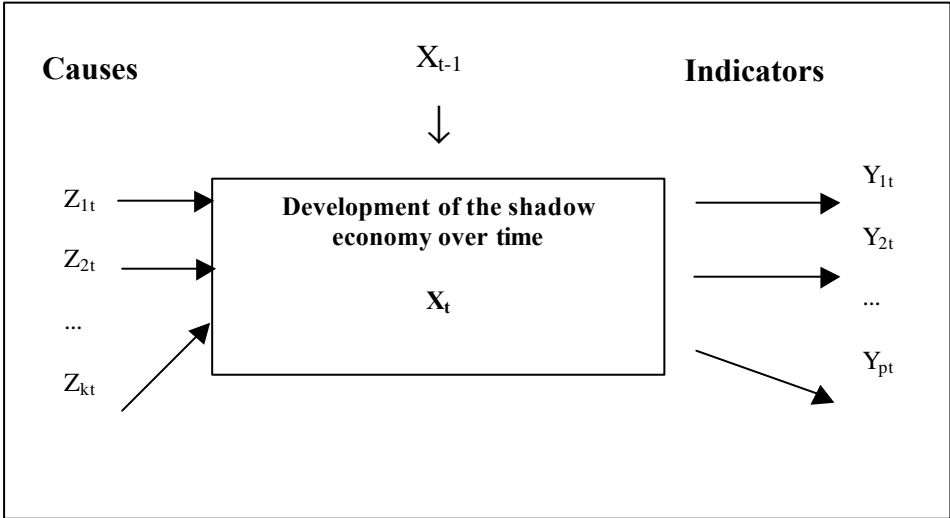 Causes
X_{t-1}
Indicators
Z_{1t}
Z_{2t}
...
Z_{kt}
Development of the shadow
economy over time
X_t
Y_{1t}
Y_{2t}
...
Y_{pt}